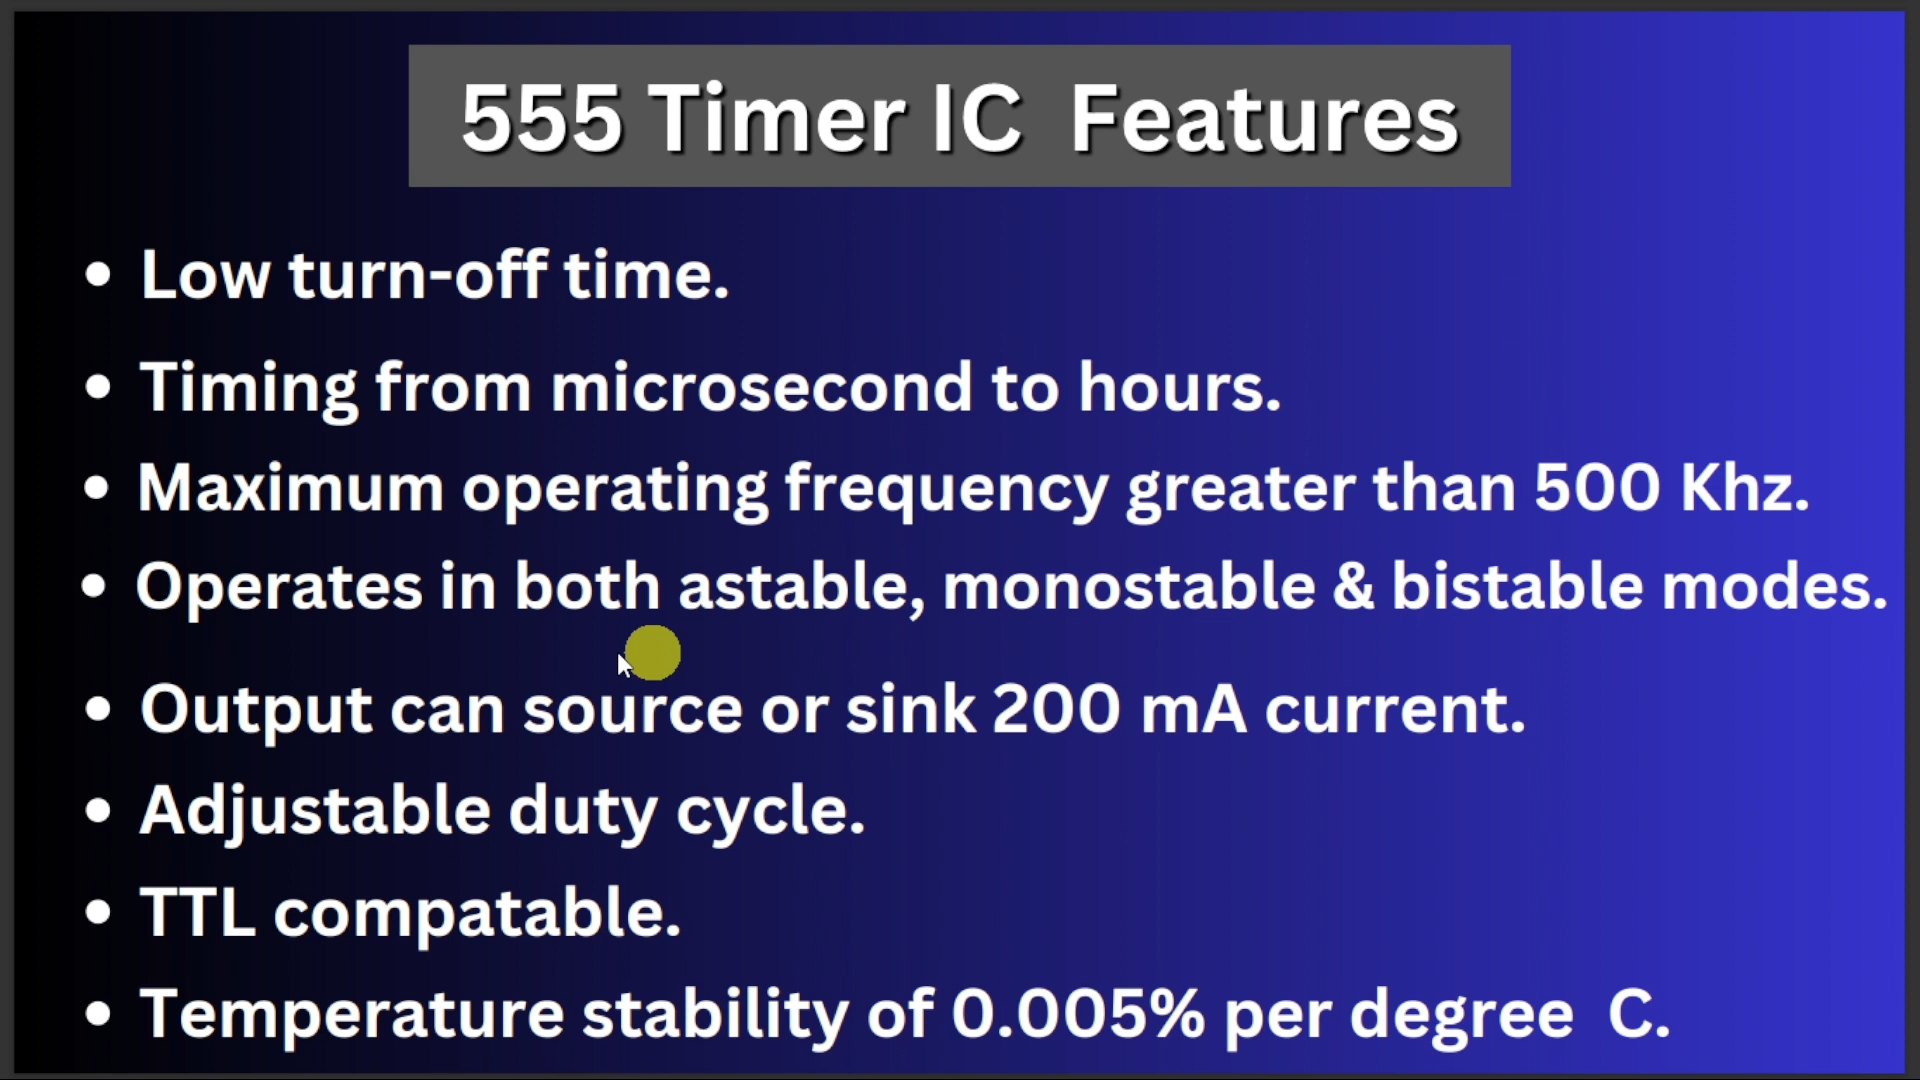 555 Timer IC  Features
• Low turn-off time.
• Timing from microsecond to hours.
• Maximum operating frequency greater than 500 Khz.
• Operates in both astable, monostable & bistable modes.
• Output can source or sink 200 mA current.
• Adjustable duty cycle.
• TTL compatable.
• Temperature stability of 0.005% per degree  C.